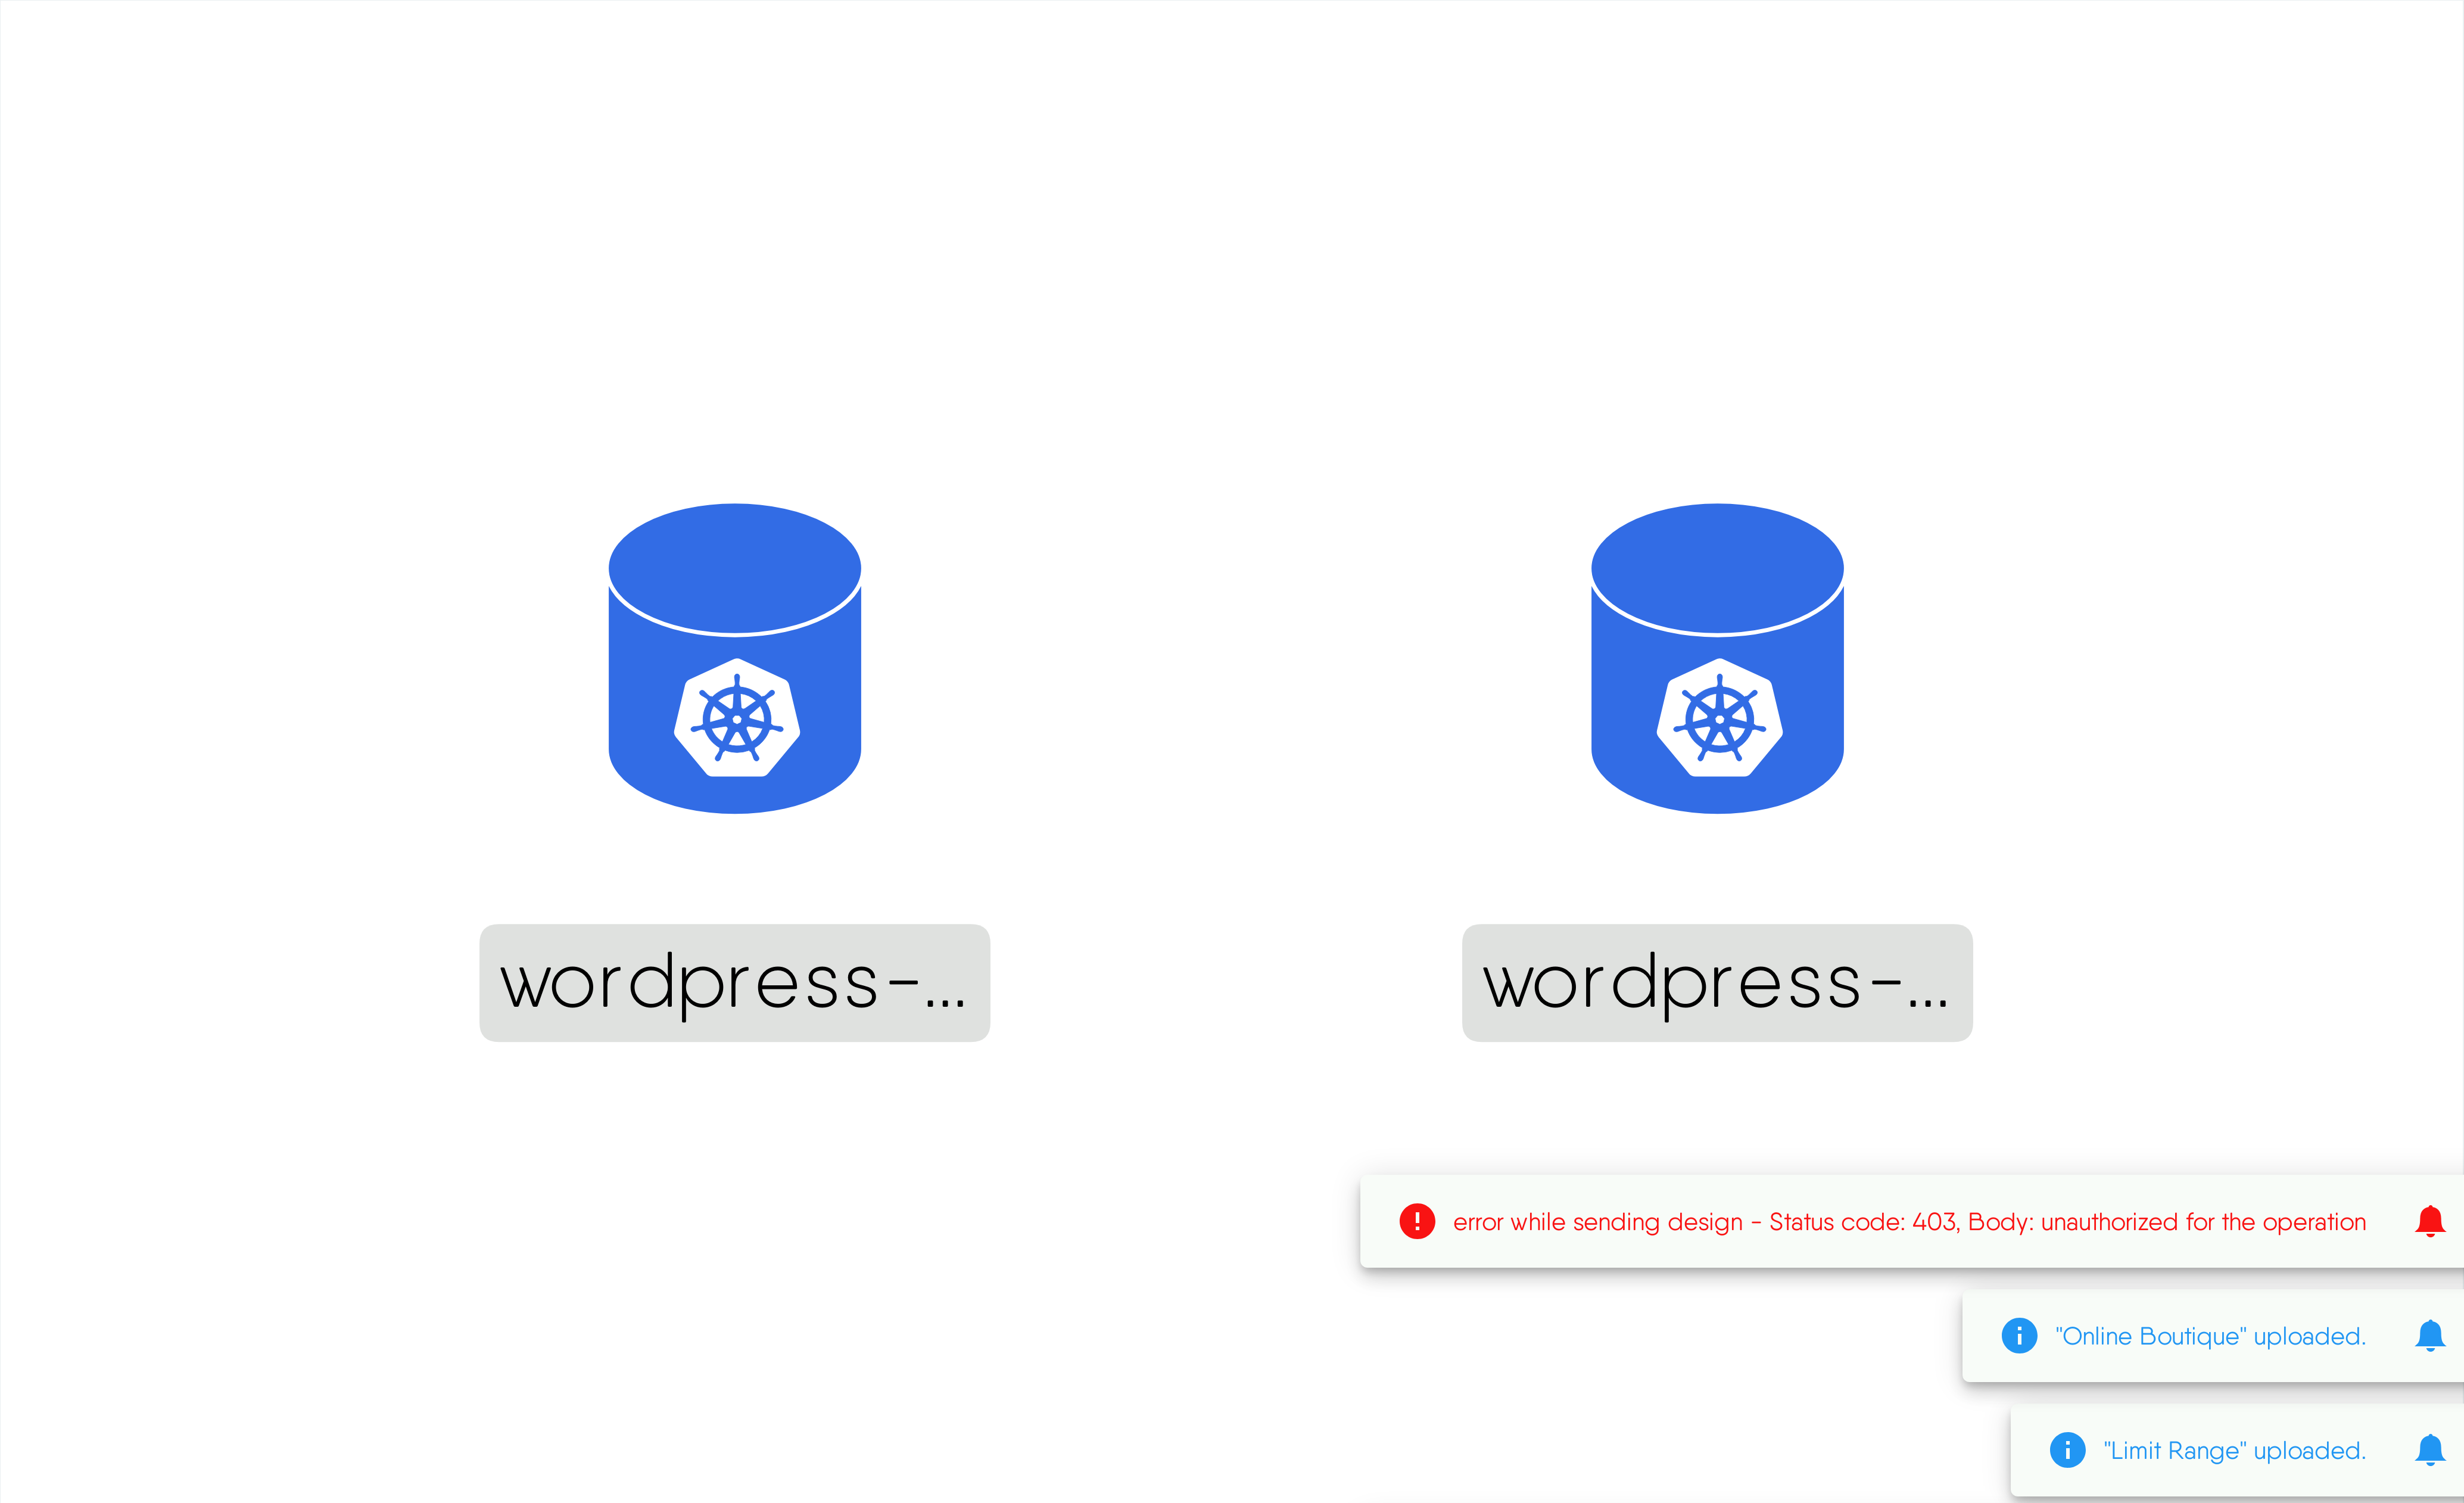 wordpress-...
wordpress-...
error while sending design - Status code: 403, Body: unauthorized for the operation
"Online Boutique" uploaded.
"Limit Range" uploaded.